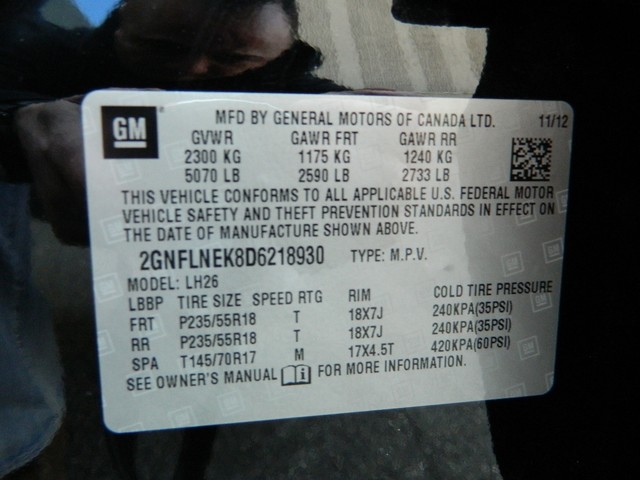 GM
MFD BY GENERAL MOTORS OF CANADA LTD. 11/12
GVWR GAWR FRT GAWR RR
2300 KG 1175 KG 1240 KG
5070 LB 2590 LB 2733 LB
THIS VEHICLE CONFORMS TO ALL APPLICABLE U.S. FEDERAL MOTOR
VEHICLE SAFETY AND THEFT PREVENTION STANDARDS IN EFFECT ON
THE DATE OF MANUFACTURE SHOWN ABOVE.
2GNFLNEK8D6218930 TYPE: M.P.V.
MODEL: LH26
LBBP TIRE SIZE SPEED RTG RIM COLD TIRE PRESSURE
FRT P235/55R18 T 18X7J 240KPA(35PSI)
RR P235/55R18 T 18X7J 240KPA(35PSI)
SPA T145/70R17 M 17X4.5T 420KPA(60PSI)
SEE OWNER'S MANUAL FOR MORE INFORMATION.